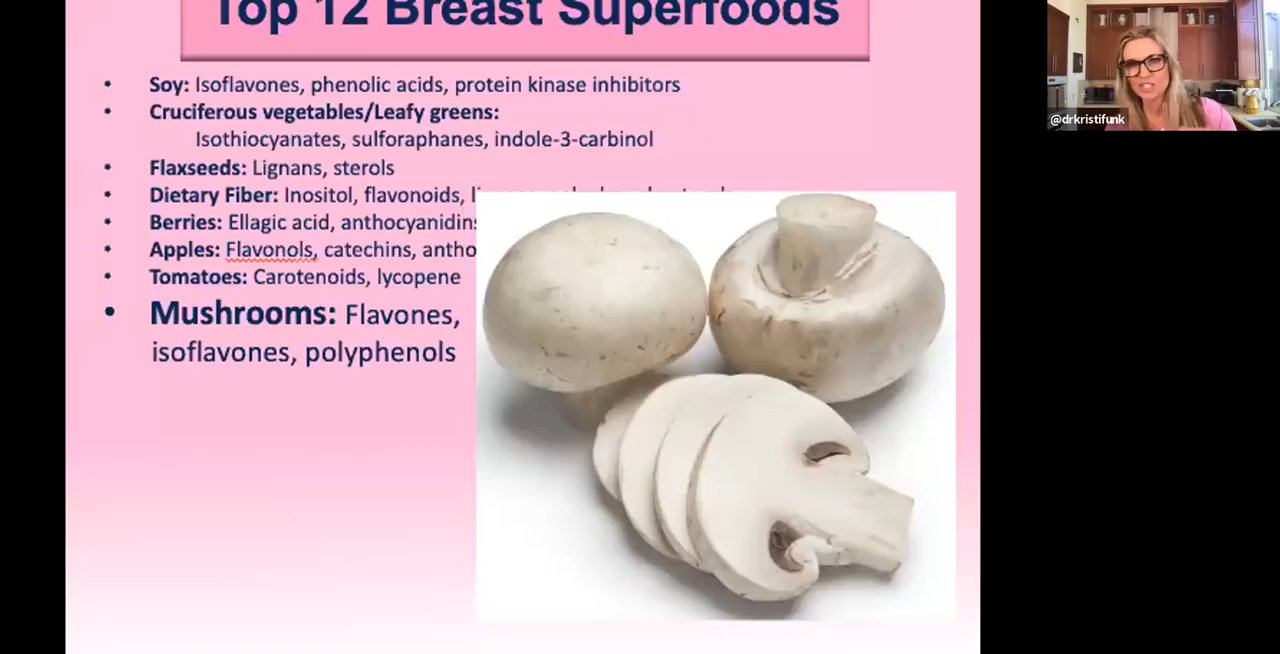 Top 12 Breast Superfoods
• Soy: Isoflavones, phenolic acids, protein kinase inhibitors
• Cruciferous vegetables/Leafy greens:
Isothiocyanates, sulforaphanes, indole-3-carbinol
• Flaxseeds: Lignans, sterols
• Dietary Fiber: Inositol, flavonoids,
• Berries: Ellagic acid, anthocyanidins
• Apples: Flavonols, catechins, antho
• Tomatoes: Carotenoids, lycopene
• Mushrooms: Flavones,
isoflavones, polyphenols
@drkristifunk